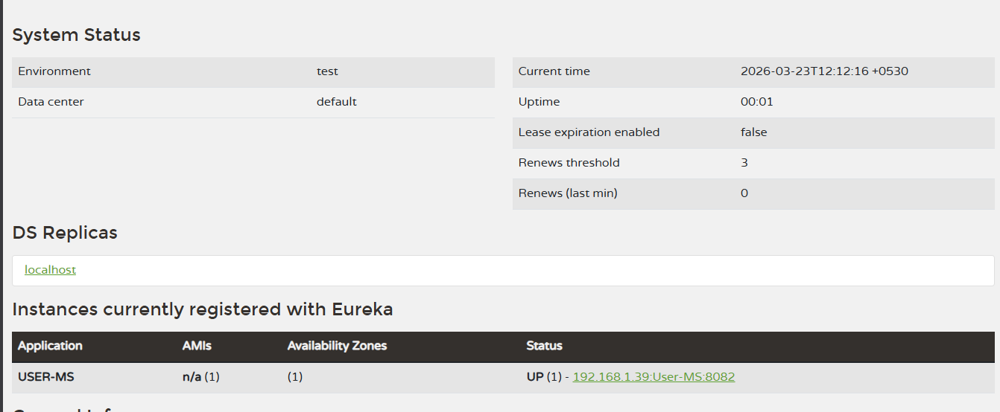 System Status
Environment test
Data center default
Current time 2026-03-23T12:12:16 +0530
Uptime 00:01
Lease expiration enabled false
Renews threshold 3
Renews (last min) 0
DS Replicas
localhost
Instances currently registered with Eureka
Application AMIs Availability Zones Status
USER-MS n/a (1) (1) UP (1) - 192.168.1.39:User-MS:8082